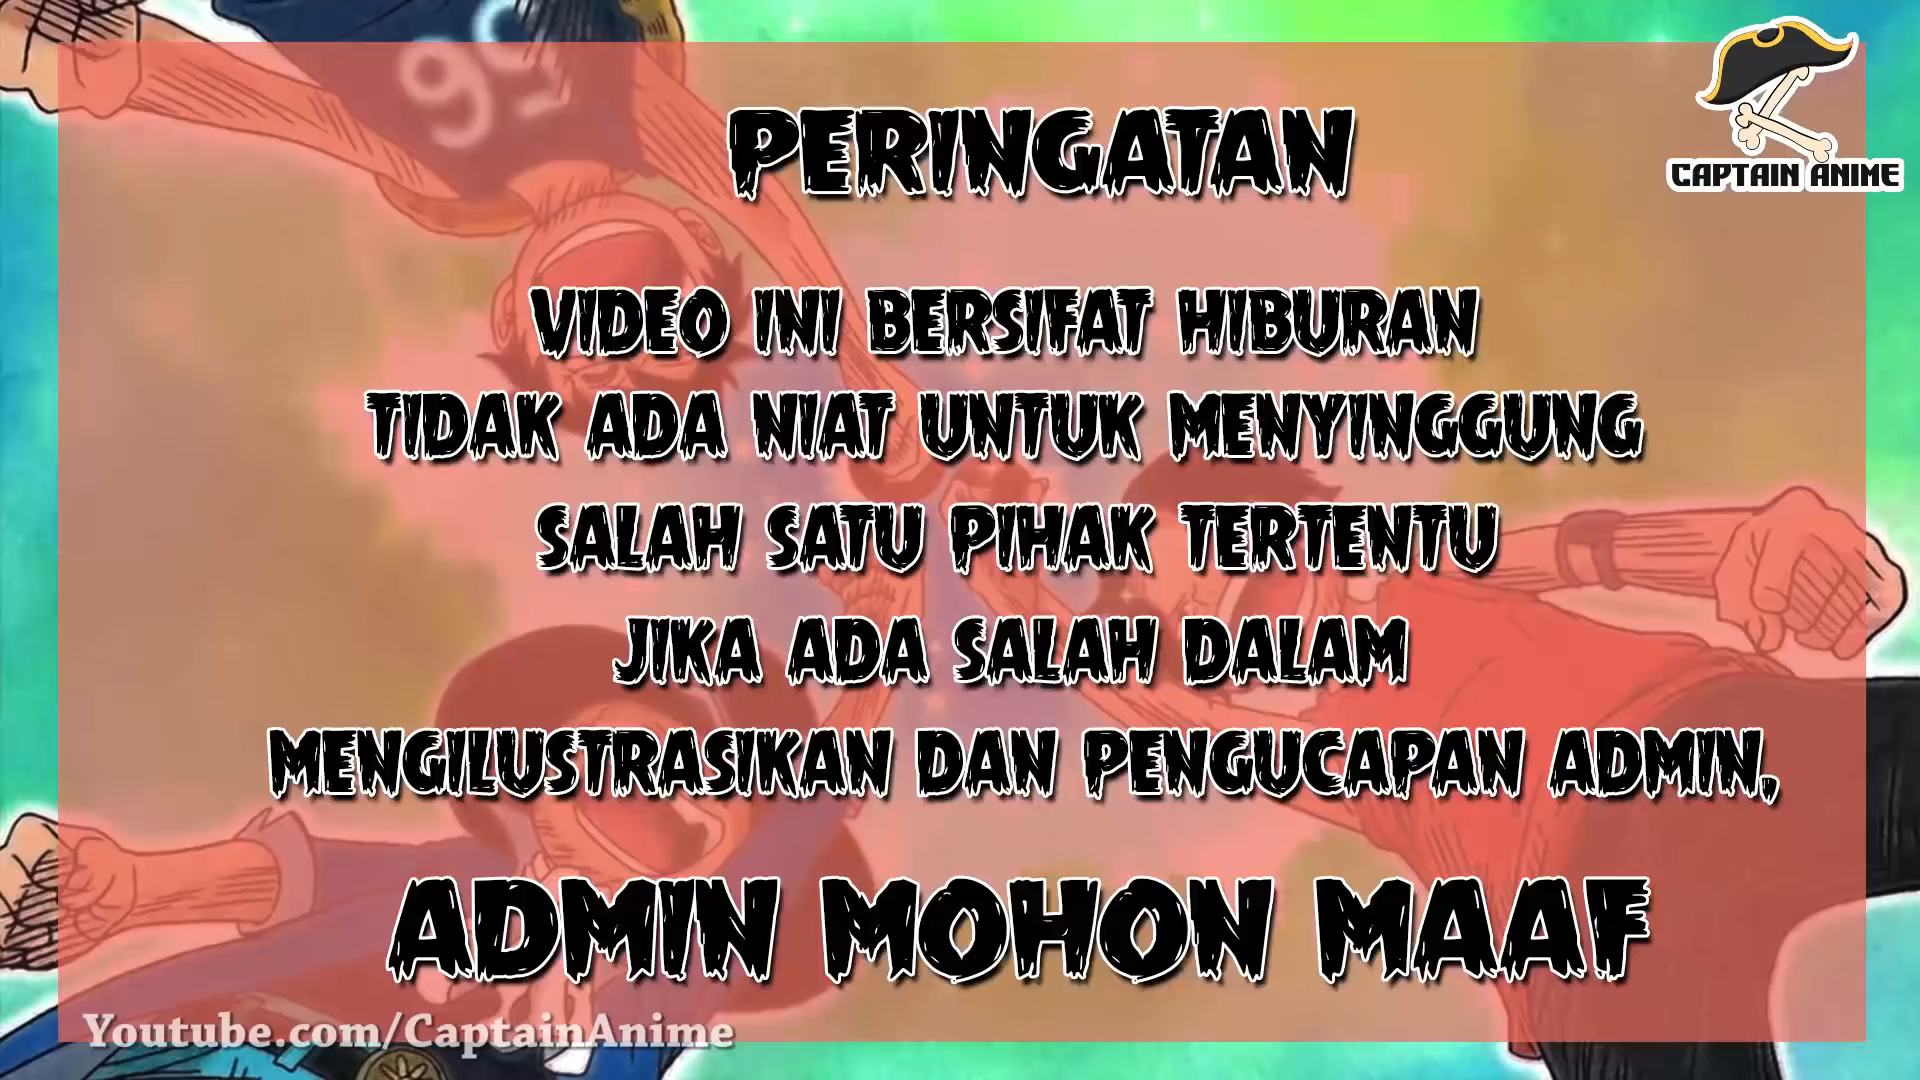 99
CAPTAIN ANIME
PERINGATAN
VIDEO INI BERSIFAT HIBURAN
TIDAK ADA NIAT UNTUK MENYINGGUNG
SALAH SATU PIHAK TERTENTU
JIKA ADA SALAH DALAM
MENGILUSTRASIKAN DAN PENGUCAPAN ADMIN,
ADMIN MOHON MAAF
Youtube.com/CaptainAnime